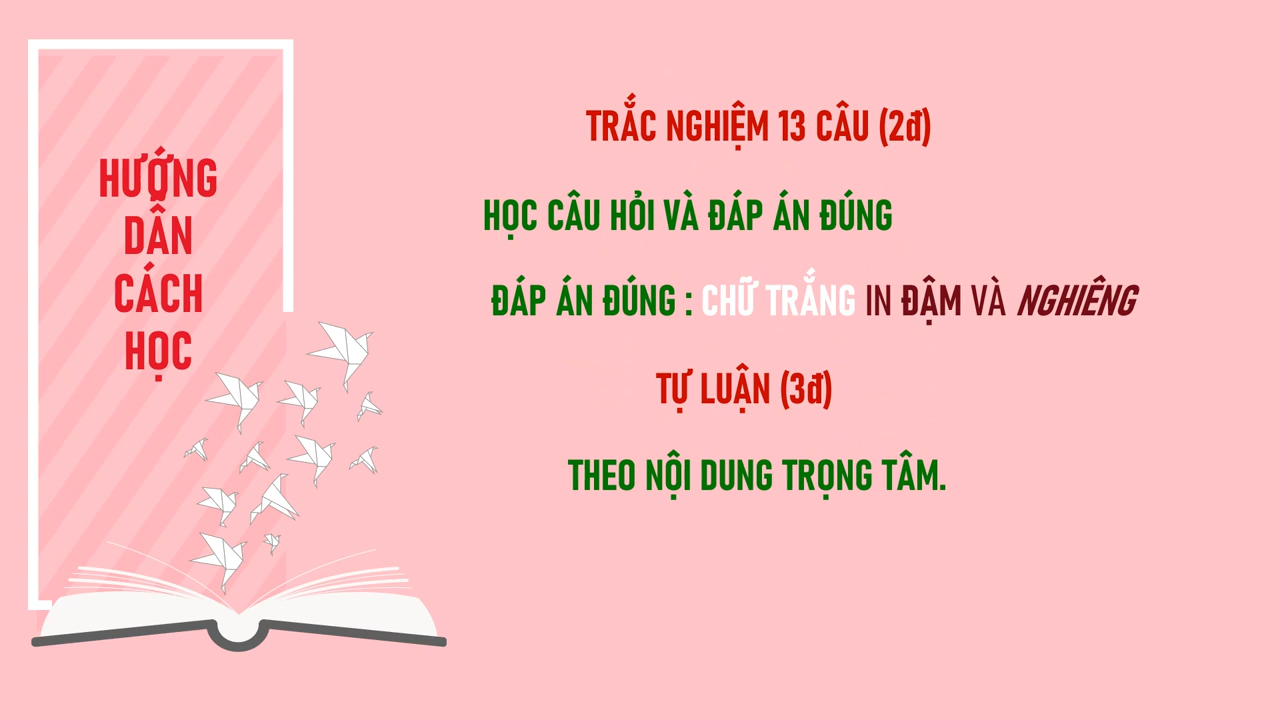 HƯỚNG
DẪN
CÁCH
HỌC
TRẮC NGHIỆM 13 CÂU (2đ)
HỌC CÂU HỎI VÀ ĐÁP ÁN ĐÚNG
ĐÁP ÁN ĐÚNG : CHỮ TRẮNG IN ĐẬM VÀ NGHIÊNG
TỰ LUẬN (3đ)
THEO NỘI DUNG TRỌNG TÂM.